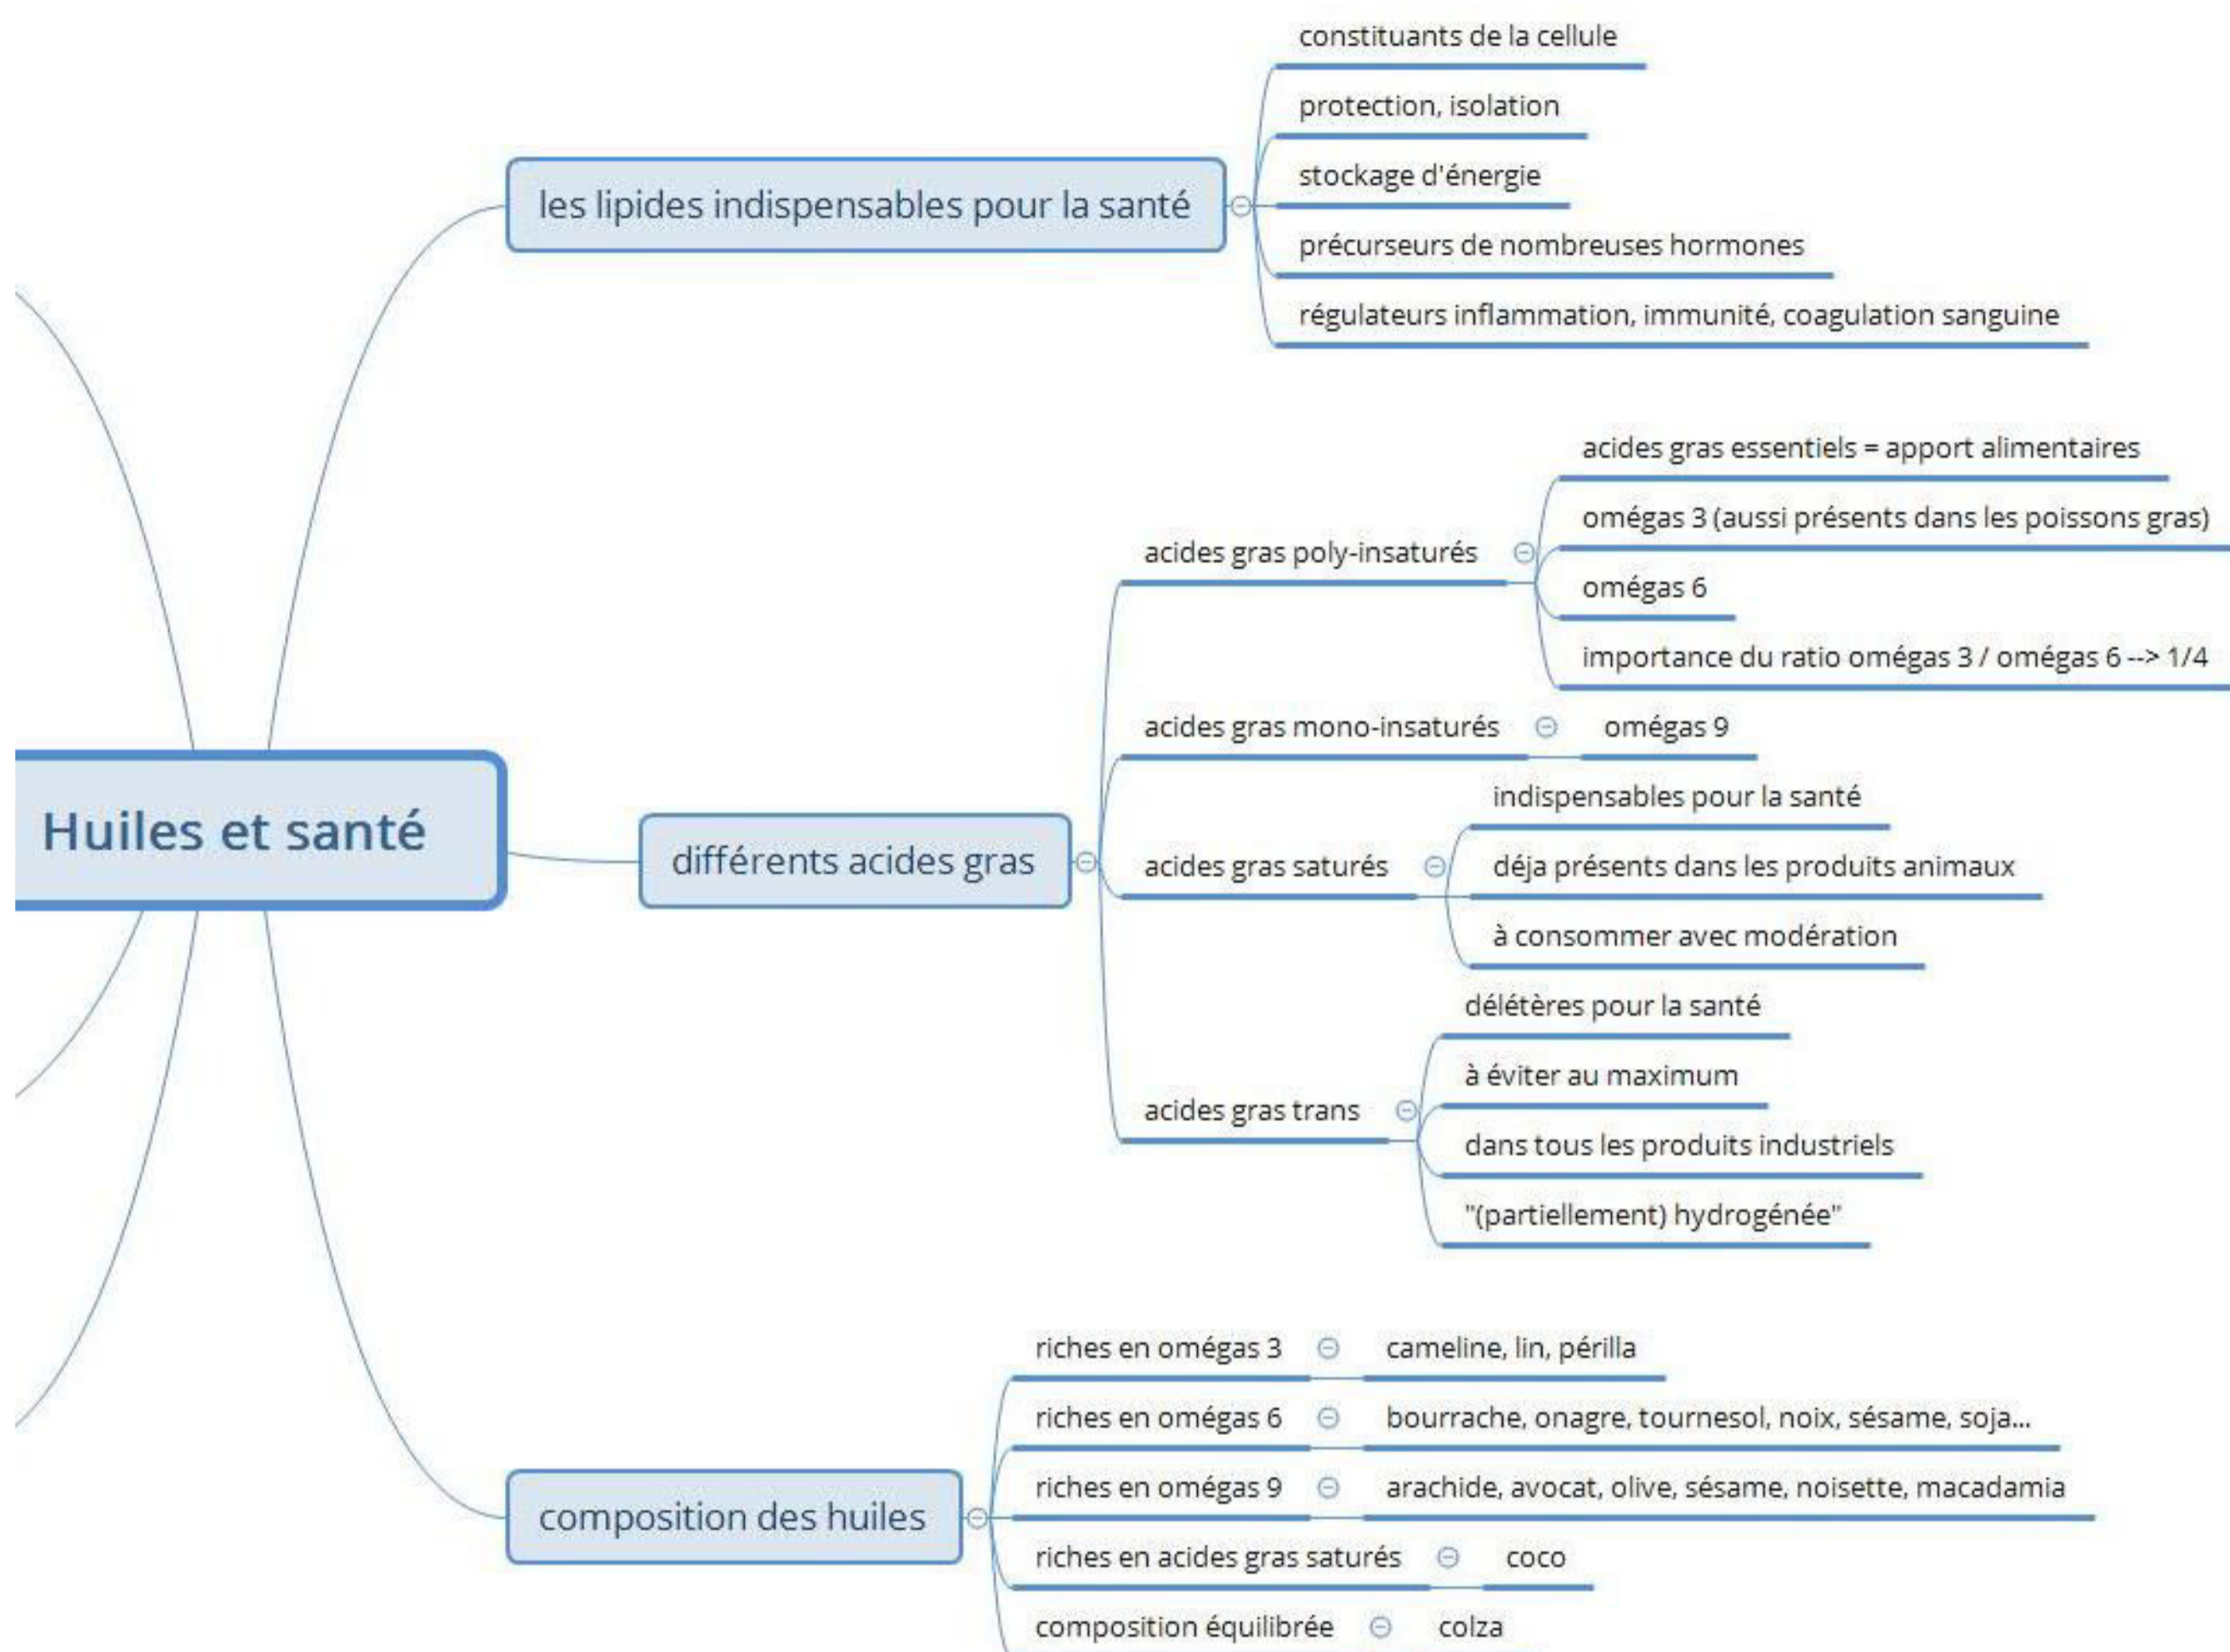 Huiles et santé
les lipides indispensables pour la santé
constituants de la cellule
protection, isolation
stockage d'énergie
précurseurs de nombreuses hormones
régulateurs inflammation, immunité, coagulation sanguine
différents acides gras
acides gras poly-insaturés
acides gras essentiels = apport alimentaires
omégas 3 (aussi présents dans les poissons gras)
omégas 6
importance du ratio omégas 3 / omégas 6 --> 1/4
acides gras mono-insaturés
omégas 9
acides gras saturés
indispensables pour la santé
déja présents dans les produits animaux
à consommer avec modération
acides gras trans
délétères pour la santé
à éviter au maximum
dans tous les produits industriels
"(partiellement) hydrogénée"
composition des huiles
riches en omégas 3
cameline, lin, périlla
riches en omégas 6
bourrache, onagre, tournesol, noix, sésame, soja...
riches en omégas 9
arachide, avocat, olive, sésame, noisette, macadamia
riches en acides gras saturés
coco
composition équilibrée
colza